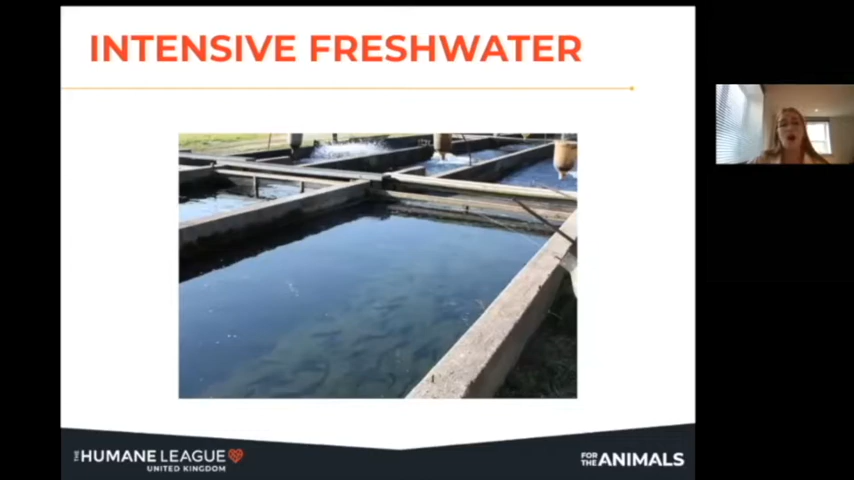 INTENSIVE FRESHWATER
THE HUMANE LEAGUE
UNITED KINGDOM
FOR THE ANIMALS